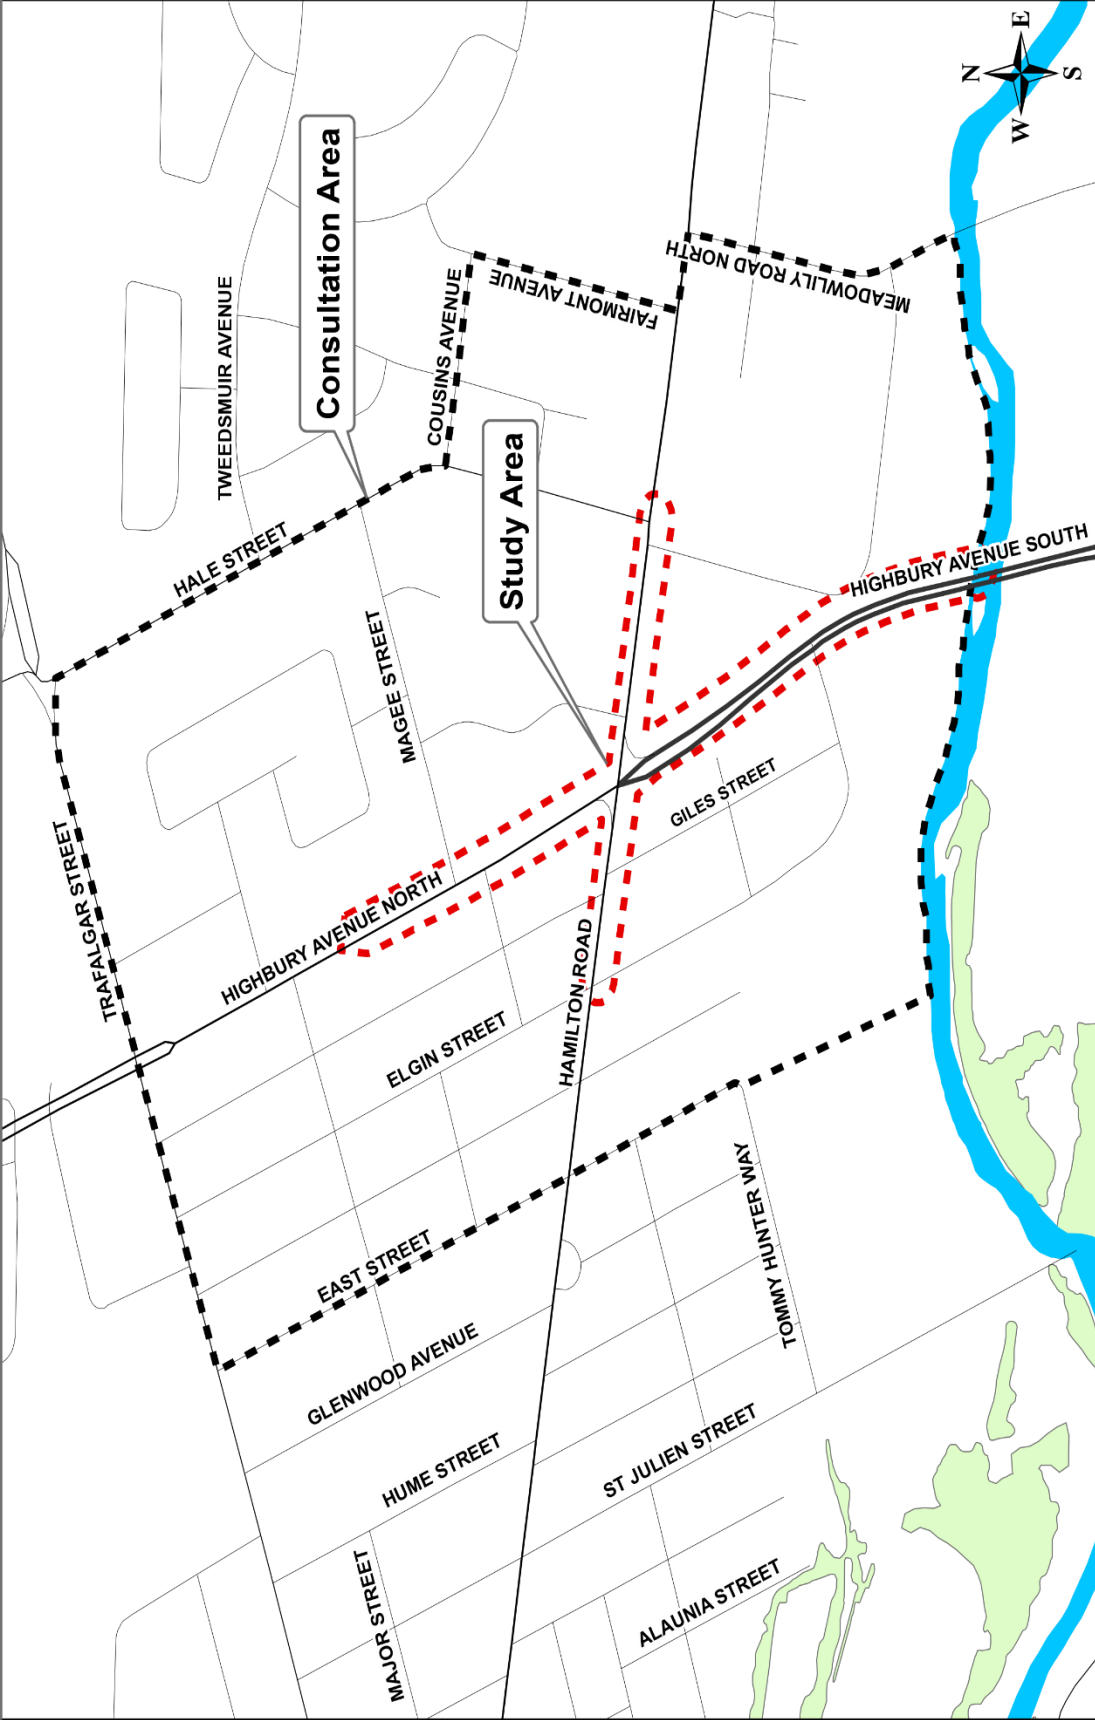 N
E
S
W
Consultation Area
TWEEDSMUIR AVENUE
COUSINS AVENUE
FAIRMONT AVENUE
MEADOWLILY ROAD NORTH
HALE STREET
Study Area
MAGEE STREET
HIGHBURY AVENUE SOUTH
TRAFALGAR STREET
HIGHBURY AVENUE NORTH
GILES STREET
ELGIN STREET
HAMILTON ROAD
EAST STREET
TOMMY HUNTER WAY
GLENWOOD AVENUE
HUME STREET
ST JULIEN STREET
MAJOR STREET
ALAUNIA STREET